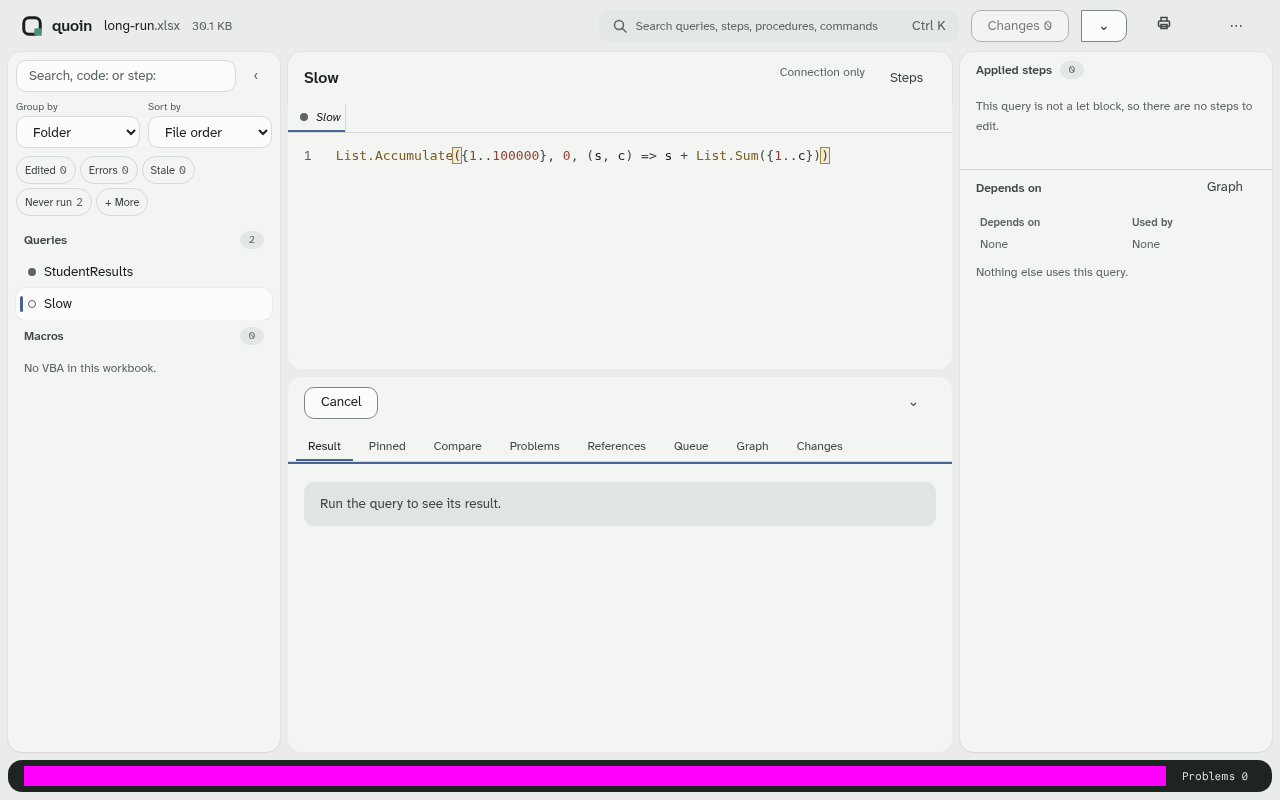 quoin long-run.xlsx 30.1 KB
Search queries, steps, procedures, commands Ctrl K
Changes 0
Search, code: or step:
Group by
Sort by
Folder
File order
Edited 0
Errors 0
Stale 0
Never run 2
+ More
Queries 2
StudentResults
Slow
Macros 0
No VBA in this workbook.
Slow
Connection only
Steps
Slow
1 List.Accumulate({1..100000}, 0, (s, c) => s + List.Sum({1..c}))
Cancel
Result Pinned Compare Problems References Queue Graph Changes
Run the query to see its result.
Applied steps 0
This query is not a let block, so there are no steps to
edit.
Depends on
Graph
Depends on
Used by
None
None
Nothing else uses this query.
Problems 0